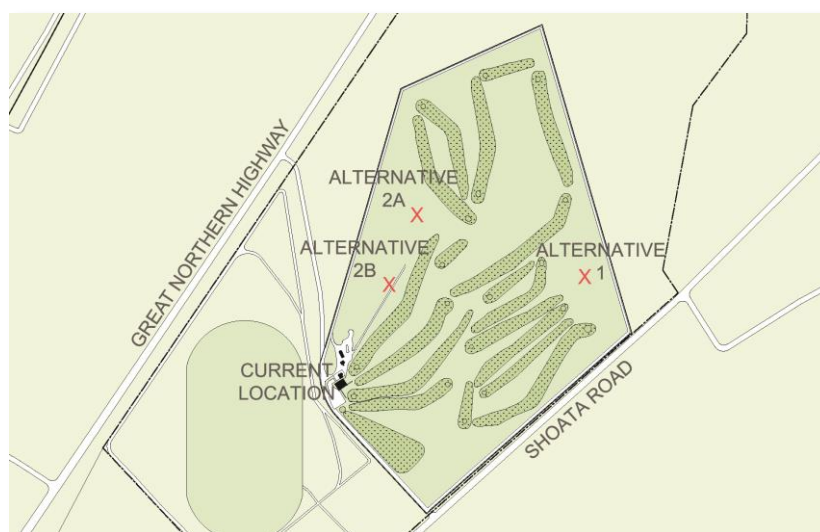 GREAT NORTHERN HIGHWAY
ALTERNATIVE
2A
X
ALTERNATIVE
2B
X
ALTERNATIVE
X 1
CURRENT
LOCATION
SHOATA ROAD